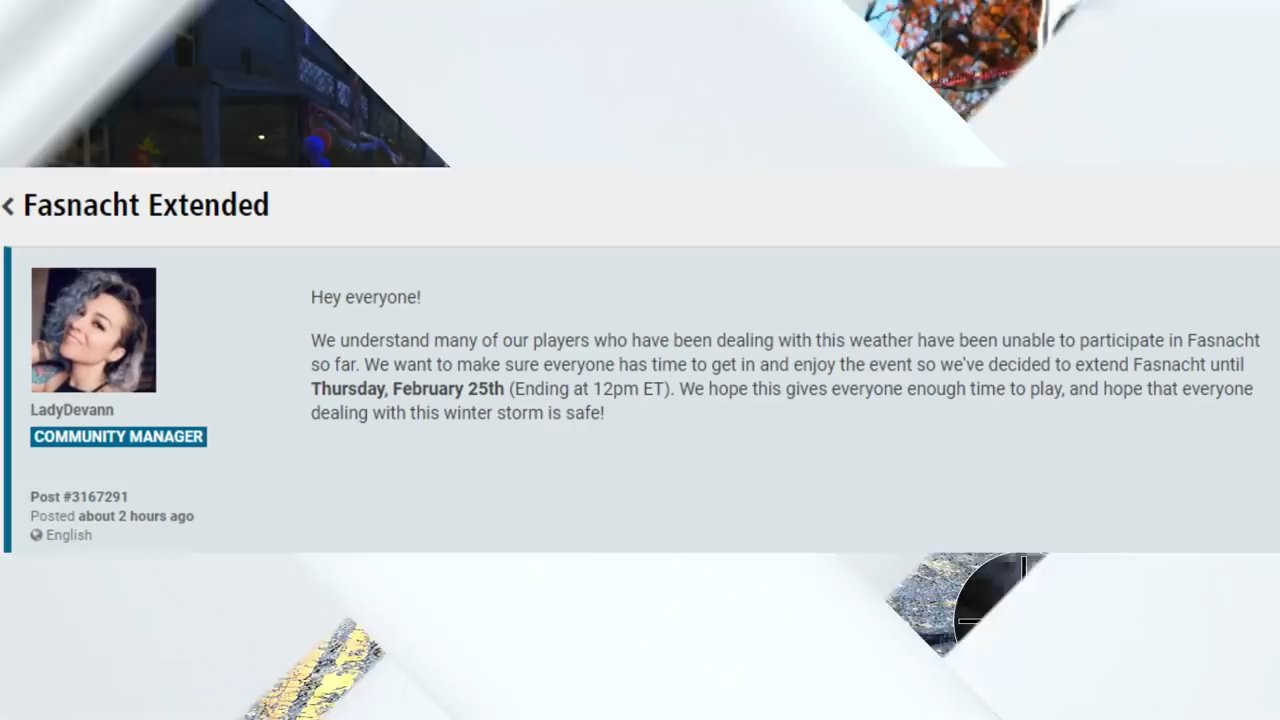 Fasnacht Extended
Hey everyone!
We understand many of our players who have been dealing with this weather have been unable to participate in Fasnacht
so far. We want to make sure everyone has time to get in and enjoy the event so we've decided to extend Fasnacht until
Thursday, February 25th (Ending at 12pm ET). We hope this gives everyone enough time to play, and hope that everyone
dealing with this winter storm is safe!
LadyDevann
COMMUNITY MANAGER
Post #3167291
Posted about 2 hours ago
English